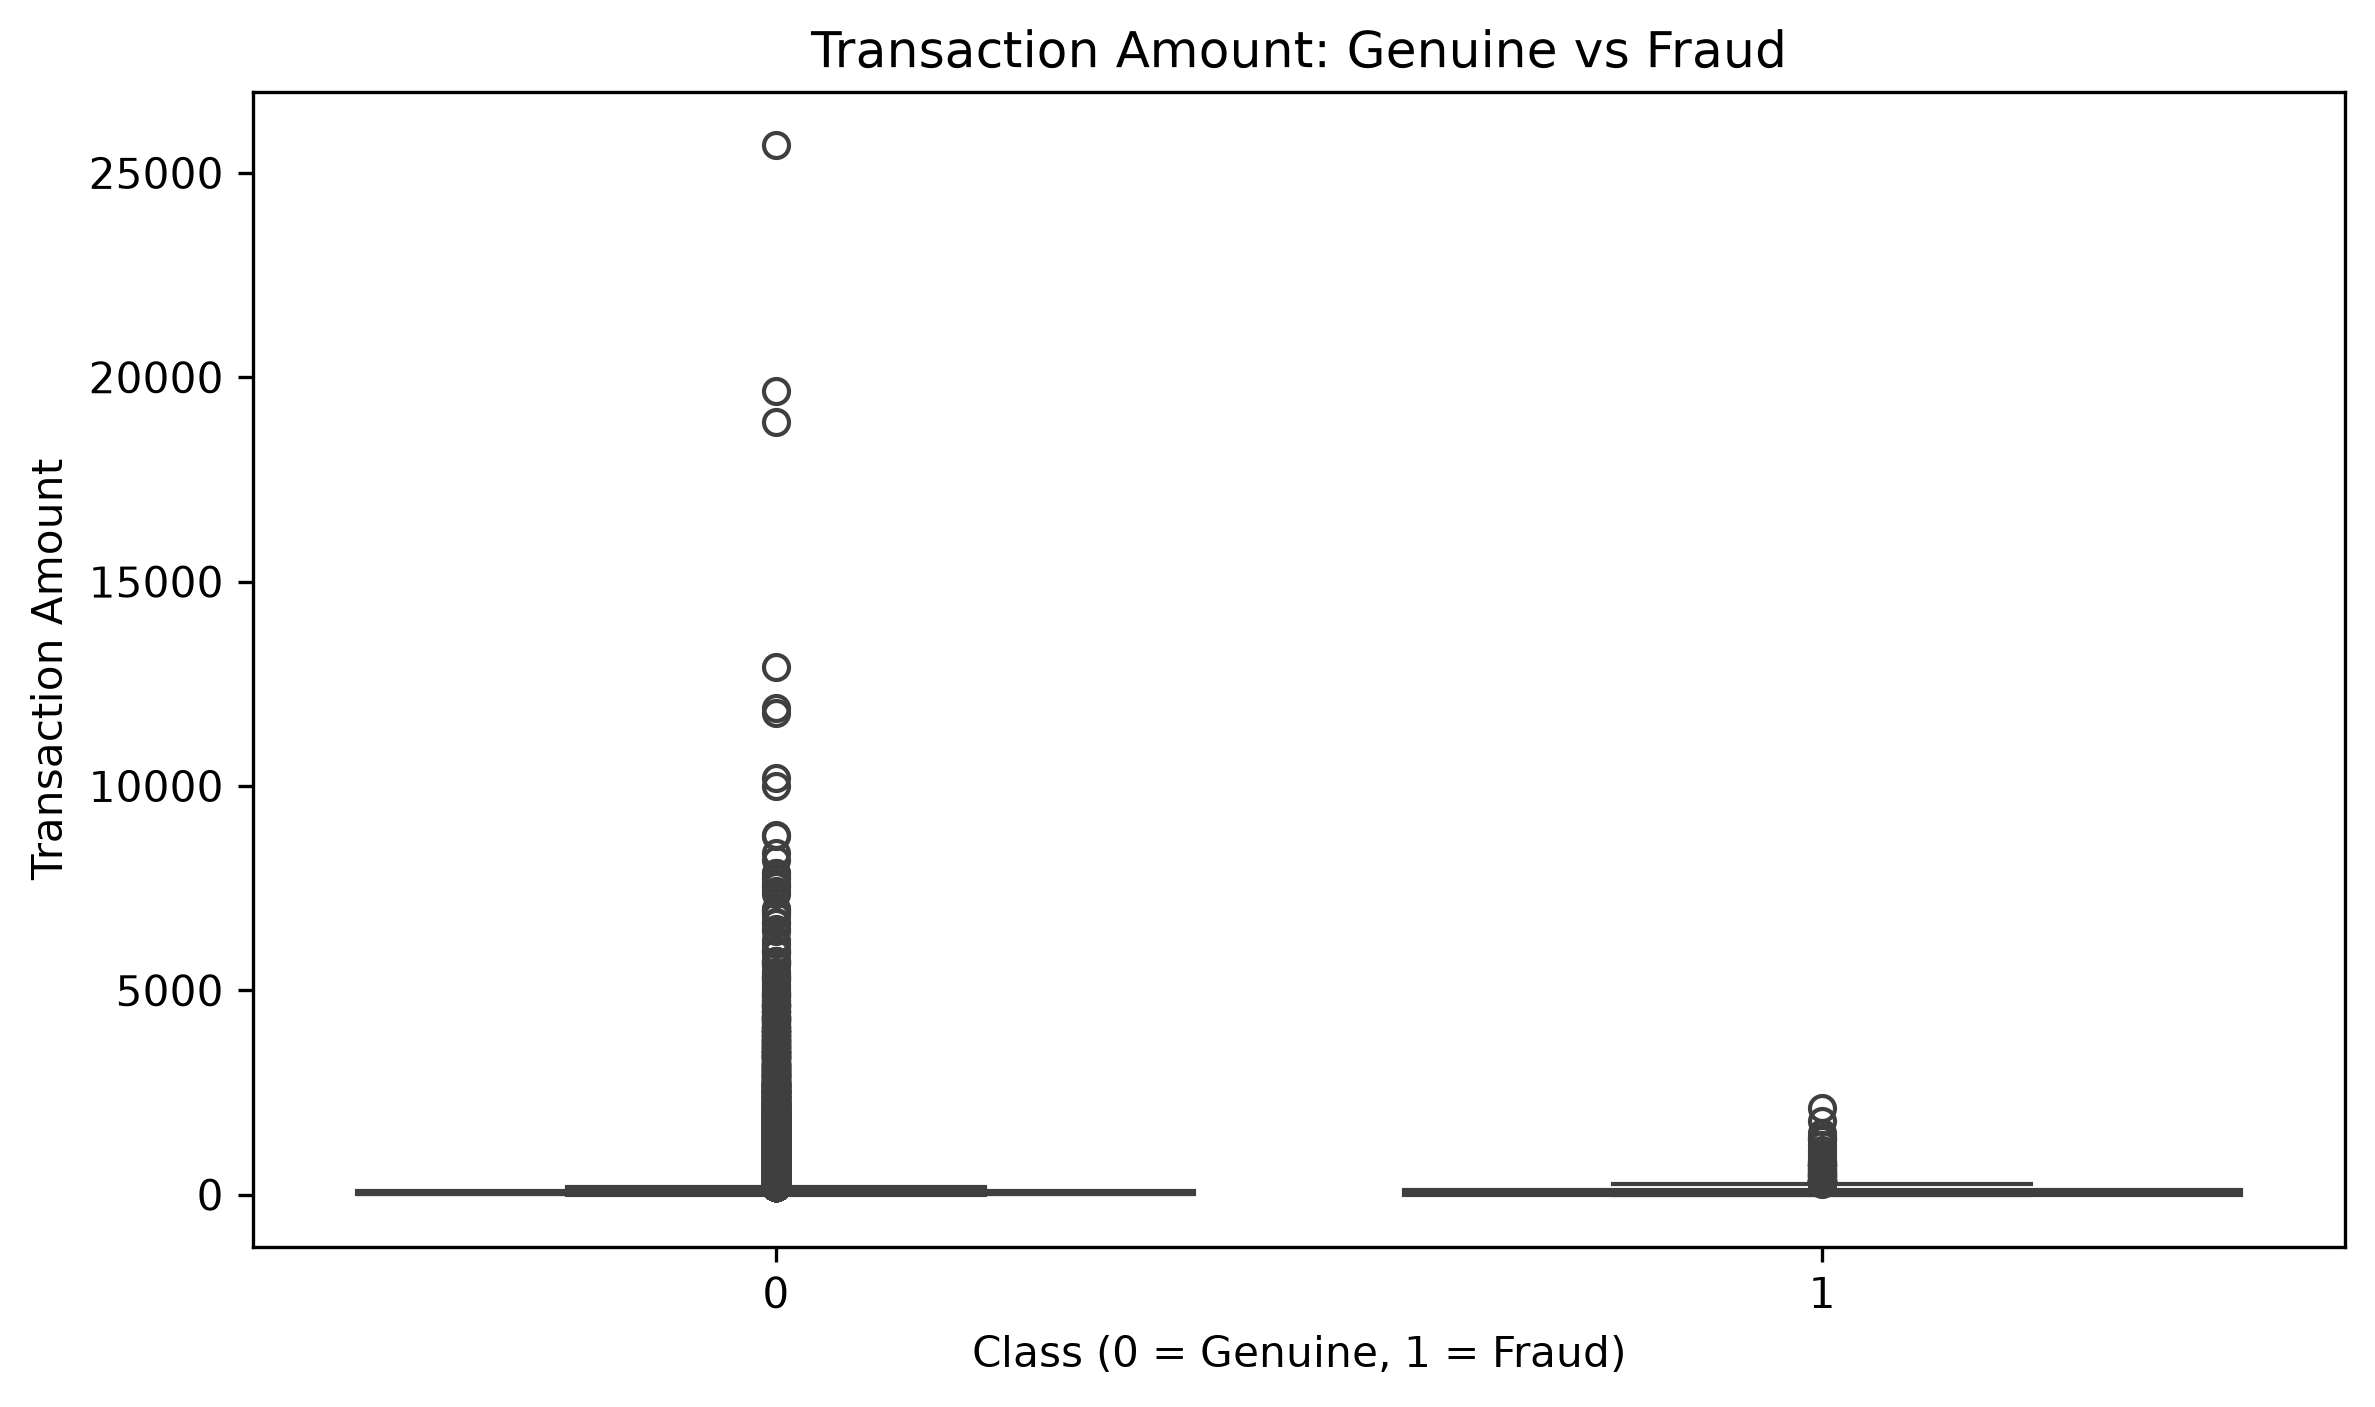 Transaction Amount: Genuine vs Fraud
Transaction Amount
25000
20000
15000
10000
5000
0
0
1
Class (0 = Genuine, 1 = Fraud)